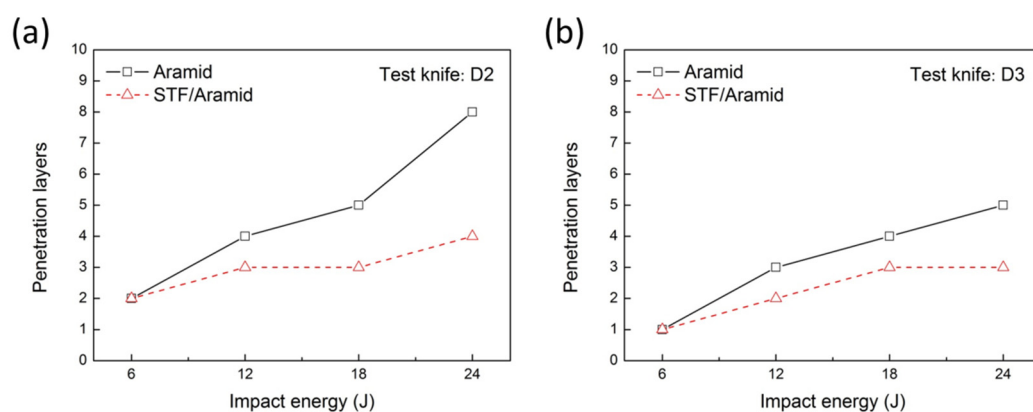 (a)
10
9
8
7
6
5
4
3
2
1
0
Penetration layers
Aramid
STF/Aramid
Test knife: D2
6 12 18 24
Impact energy (J)
(b)
10
9
8
7
6
5
4
3
2
1
0
Penetration layers
Aramid
STF/Aramid
Test knife: D3
6 12 18 24
Impact energy (J)